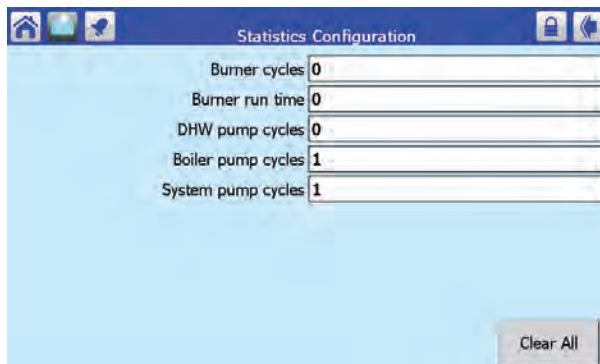 Statistics Configuration
Burner cycles 0
Burner run time 0
DHW pump cycles 0
Boiler pump cycles 1
System pump cycles 1
Clear All